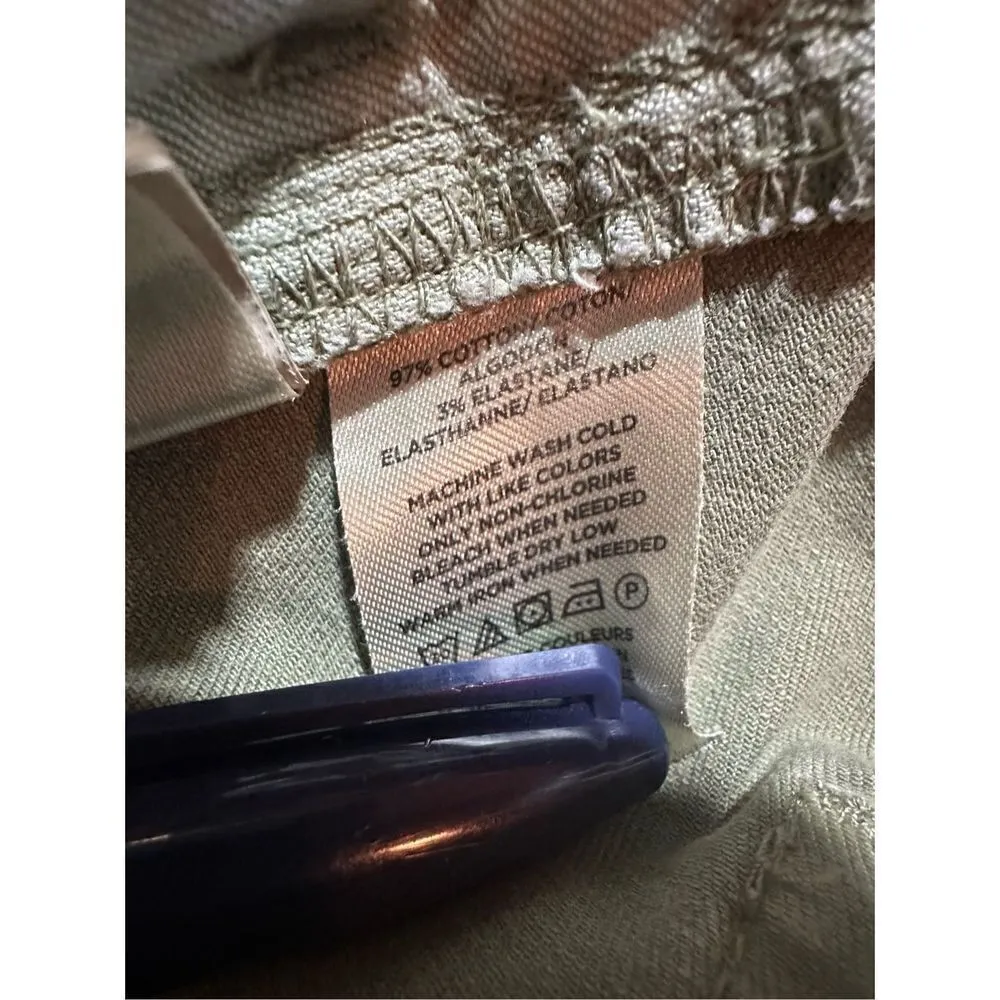 97% COTTON/ COTON/
ALGODÓN
3% ELASTANE/
ELASTHANNE/ ELASTANO
MACHINE WASH COLD
WITH LIKE COLORS
ONLY NON-CHLORINE
BLEACH WHEN NEEDED
TUMBLE DRY LOW
WARM IRON WHEN NEEDED
P
COULEURS